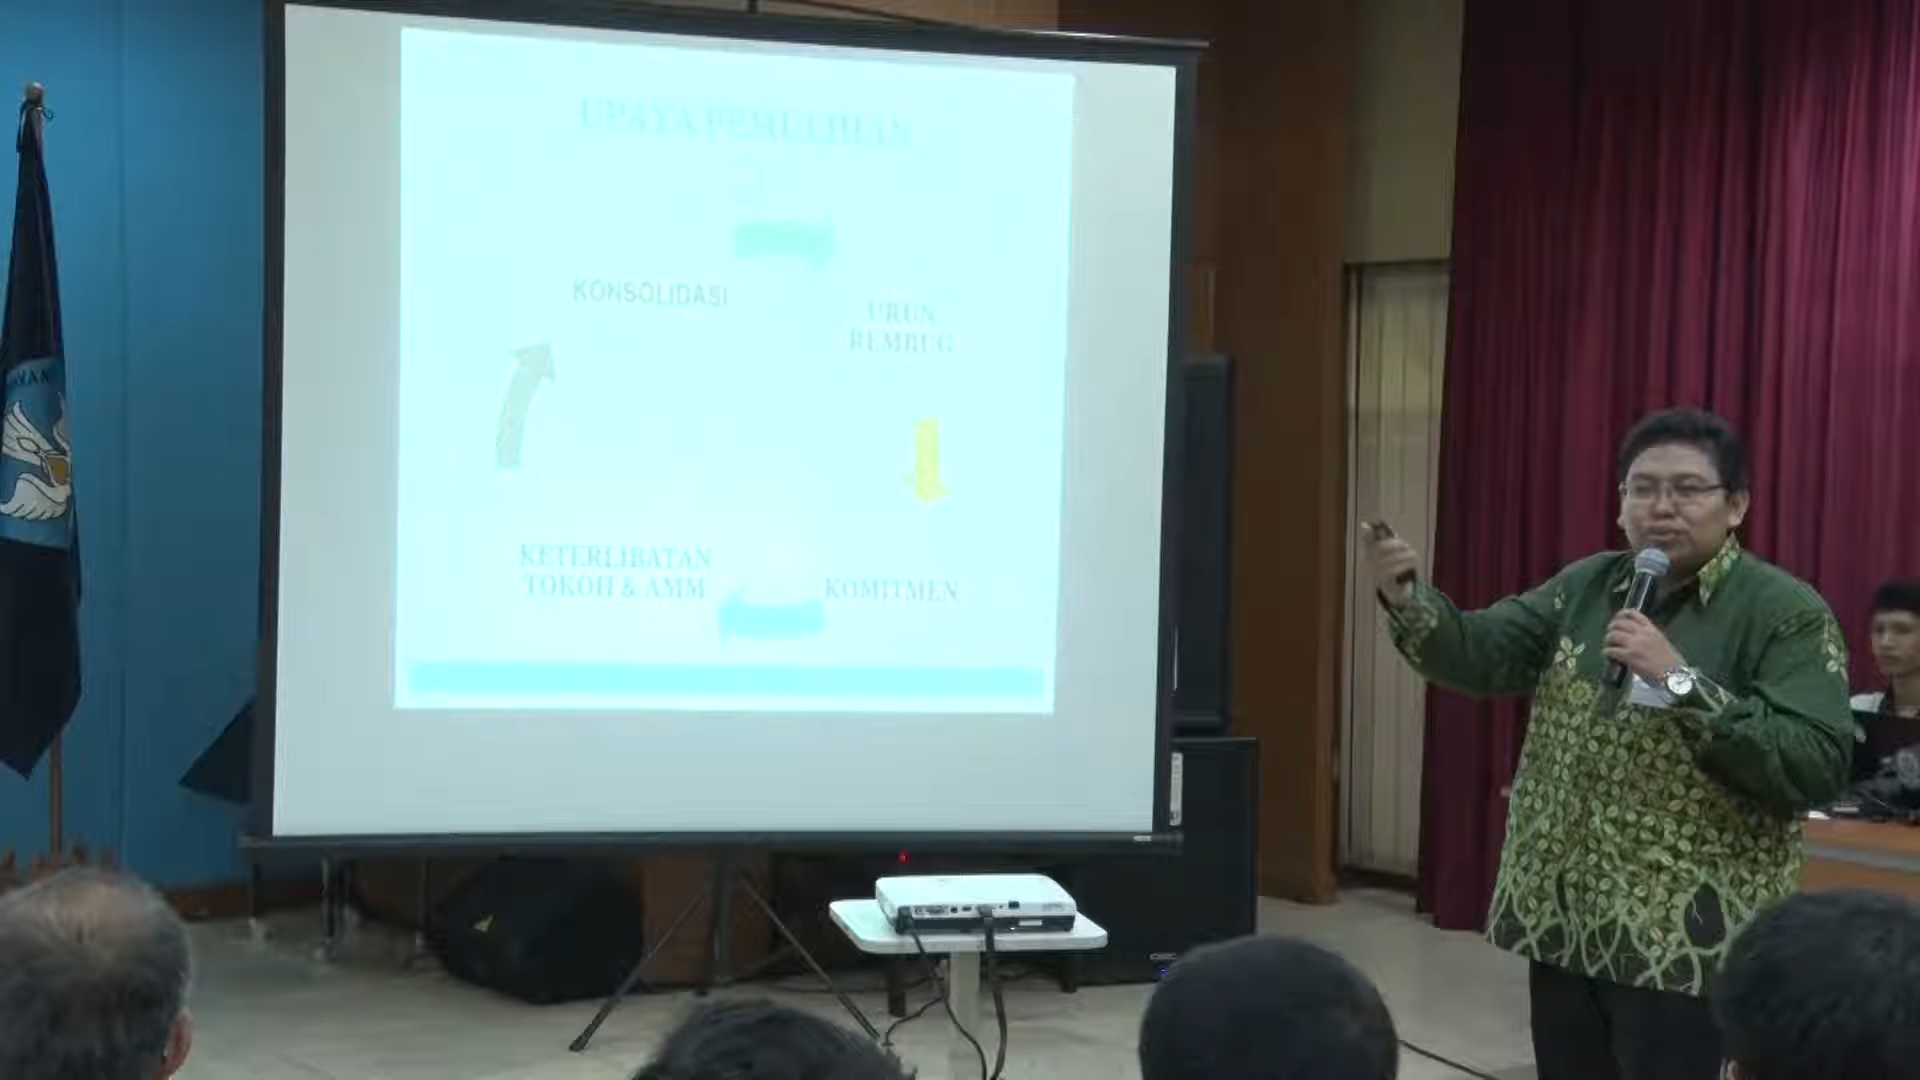 UPAYA PEMULIHAN
KONSOLIDASI
URUN
REMBUG
KETERLIBATAN
TOKOH & AMM
KOMITMEN